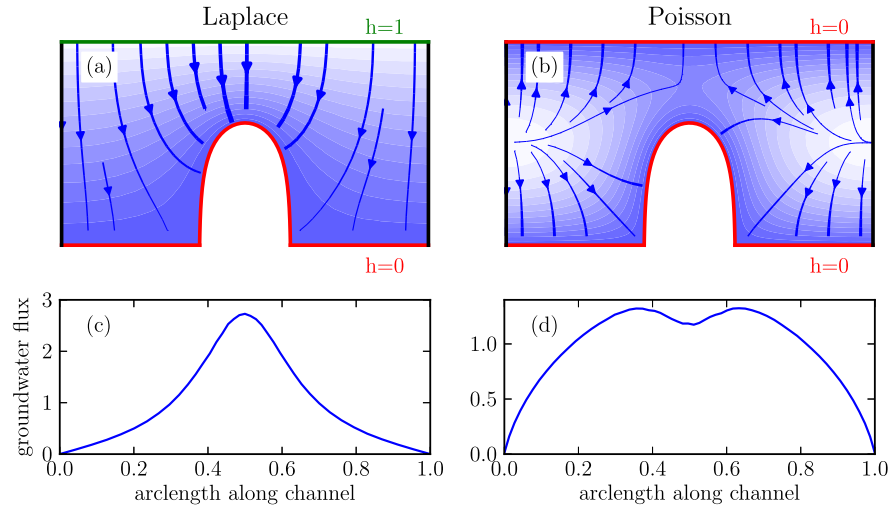 Laplace
Poisson
h=1
h=0
(a)
(b)
h=0
h=0
groundwater flux
3
2
1
0
(c)
0.0 0.2 0.4 0.6 0.8 1.0
arclength along channel
1.0
0.5
0.0
(d)
0.0 0.2 0.4 0.6 0.8 1.0
arclength along channel